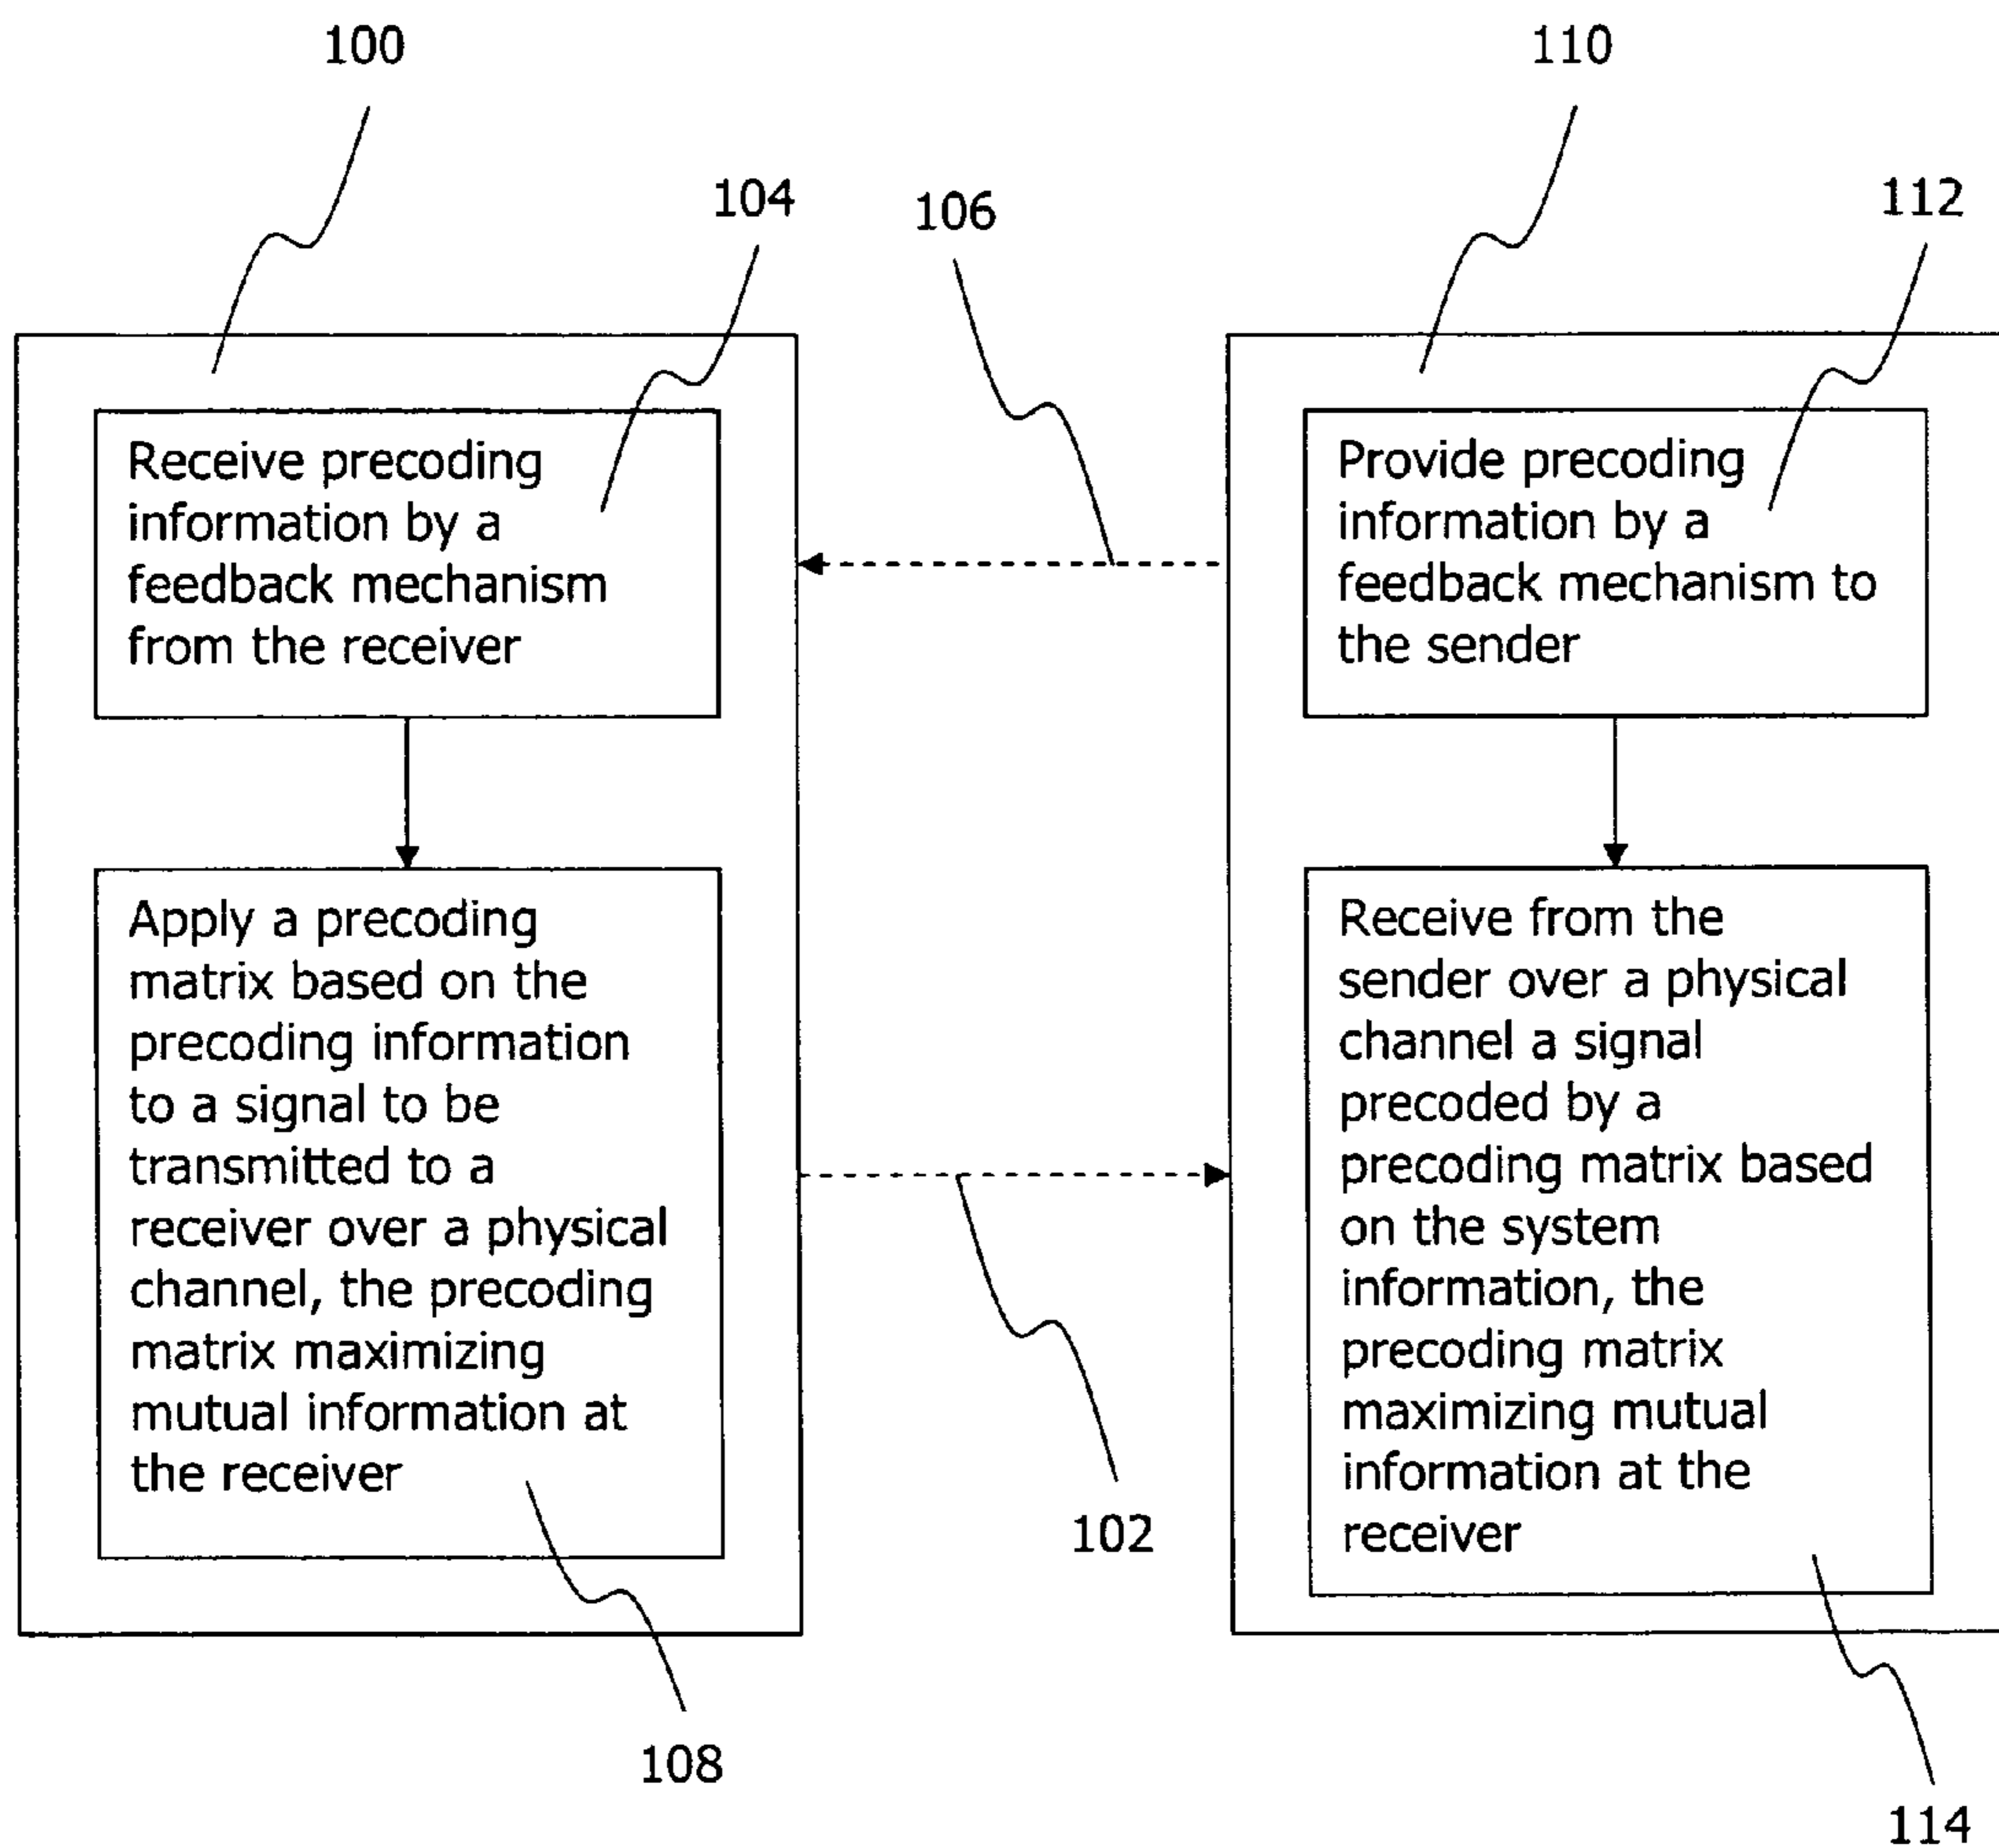 100
110
104
106
112
Receive precoding
information by a
feedback mechanism
from the receiver
Provide precoding
information by a
feedback mechanism to
the sender
Apply a precoding
matrix based on the
precoding information
to a signal to be
transmitted to a
receiver over a physical
channel, the precoding
matrix maximizing
mutual information at
the receiver
Receive from the
sender over a physical
channel a signal
precoded by a
precoding matrix based
on the system
information, the
precoding matrix
maximizing mutual
information at the
receiver
102
108
114